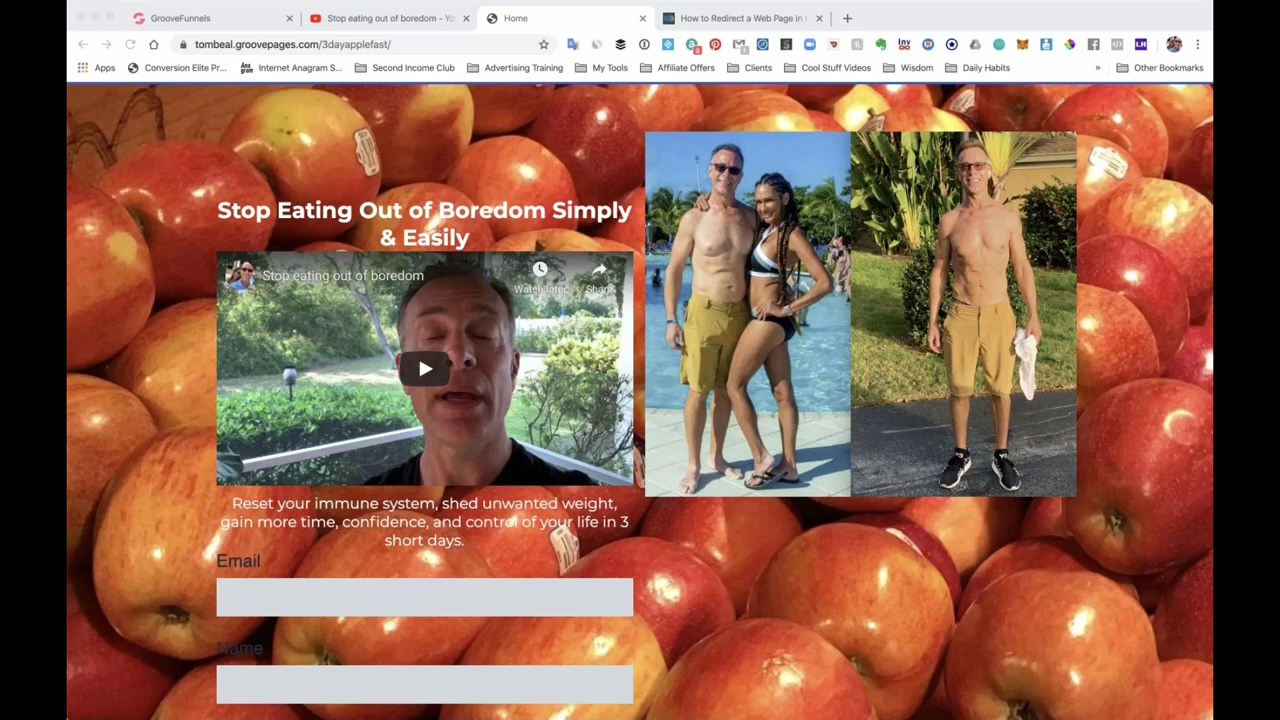 GrooveFunnels
Stop eating out of boredom – Yo
Home
How to Redirect a Web Page in
tombeal.groovepages.com/3dayapplefast/
Apps
Conversion Elite Pr...
Internet Anagram S...
Second Income Club
Advertising Training
My Tools
Affiliate Offers
Clients
Cool Stuff Videos
Wisdom
Daily Habits
»
Other Bookmarks
Stop Eating Out of Boredom Simply
& Easily
Stop eating out of boredom
Watch later
Share
Reset your immune system, shed unwanted weight,
gain more time, confidence, and control of your life in 3
short days.
Email
Name